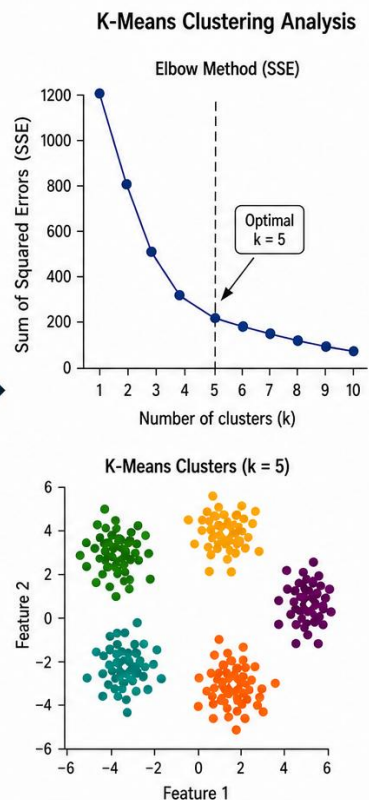 K-Means Clustering Analysis
Elbow Method (SSE)
Sum of Squared Errors (SSE)
1200
1000
800
600
400
200
0
Optimal
k = 5
1 2 3 4 5 6 7 8 9 10
Number of clusters (k)
K-Means Clusters (k = 5)
Feature 2
6
4
2
0
−2
−4
−6
−6 −4 −2 0 2 4 6
Feature 1